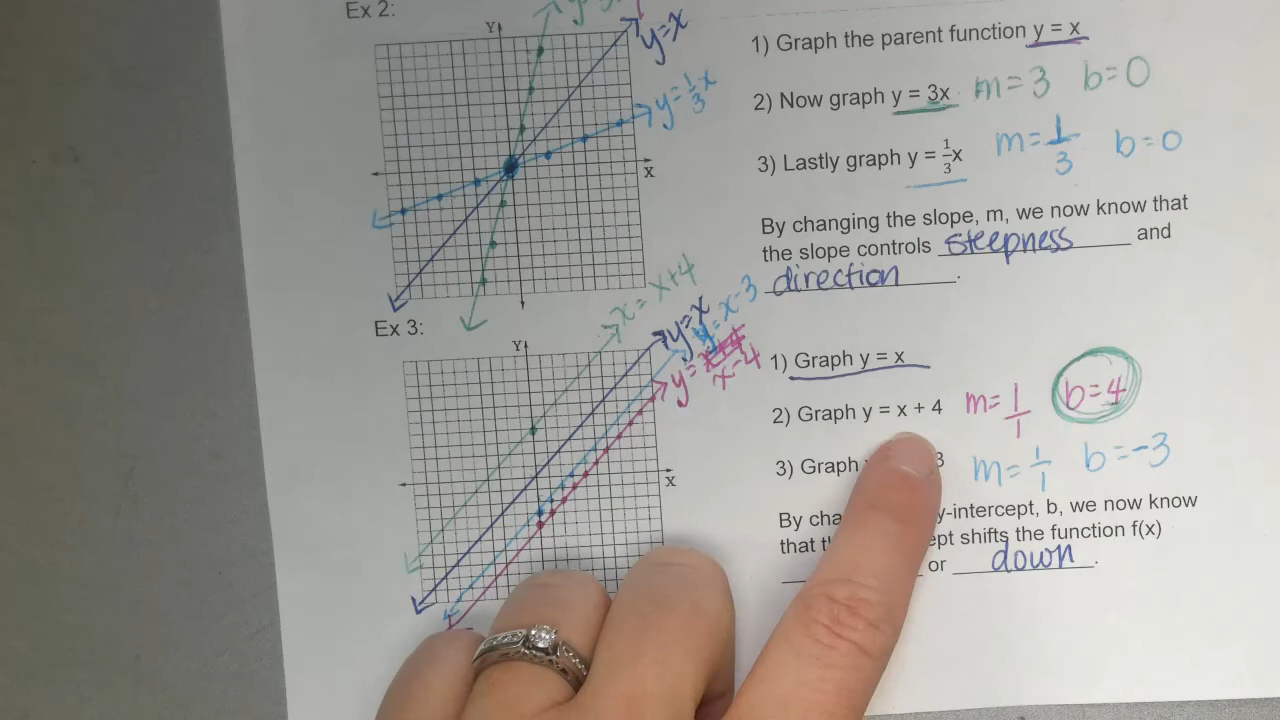 Ex 2:
Y
y=x
y=1/3x
X
1) Graph the parent function y = x
2) Now graph y = 3x m=3 b=0
3) Lastly graph y = 1/3x m=1/3 b=0
By changing the slope, m, we now know that
the slope controls steepness and
direction.
Ex 3:
Y
x=x+4
y=x
y=x-3
y=x-4
X
1) Graph y = x
2) Graph y = x + 4 m=1/1 b=4
3) Graph 3 m=1/1 b=-3
By cha y-intercept, b, we now know
that th ept shifts the function f(x)
or down.